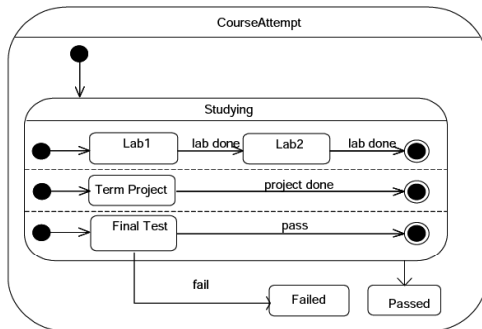 CourseAttempt
Studying
Lab1 lab done Lab2 lab done
Term Project project done
Final Test pass
fail Failed Passed